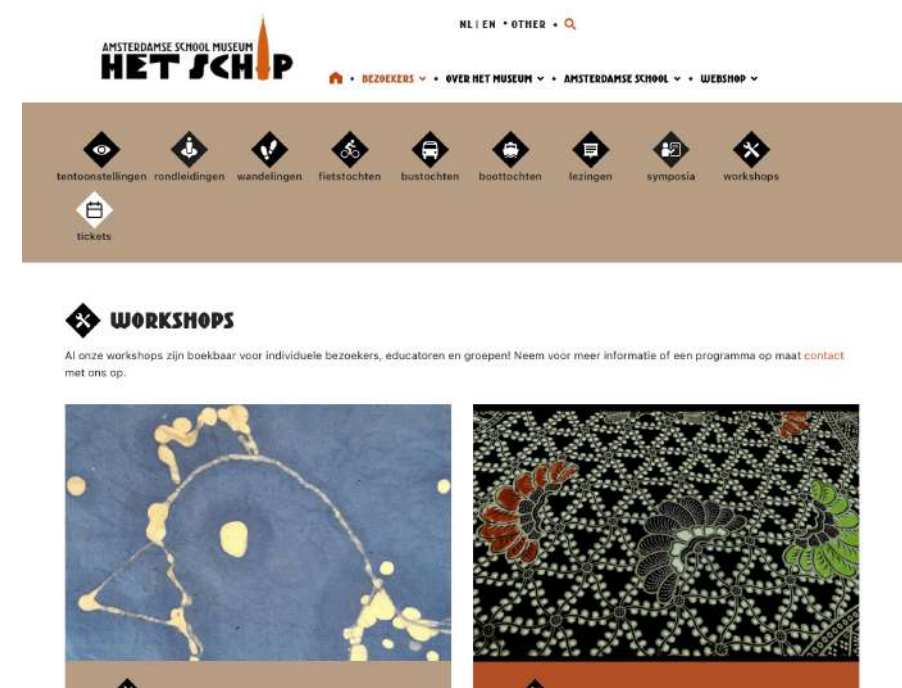 NL | EN • OTHER •
AMSTERDAMSE SCHOOL MUSEUM
HET SCHIP
• BEZOEKERS • OVER HET MUSEUM • AMSTERDAMSE SCHOOL • WEBSHOP
tentoonstellingen rondleidingen wandelingen fietstochten bustochten boottochten lezingen symposia workshops
tickets
WORKSHOPS
Al onze workshops zijn boekbaar voor individuele bezoekers, educatoren en groepen! Neem voor meer informatie of een programma op maat contact
met ons op.